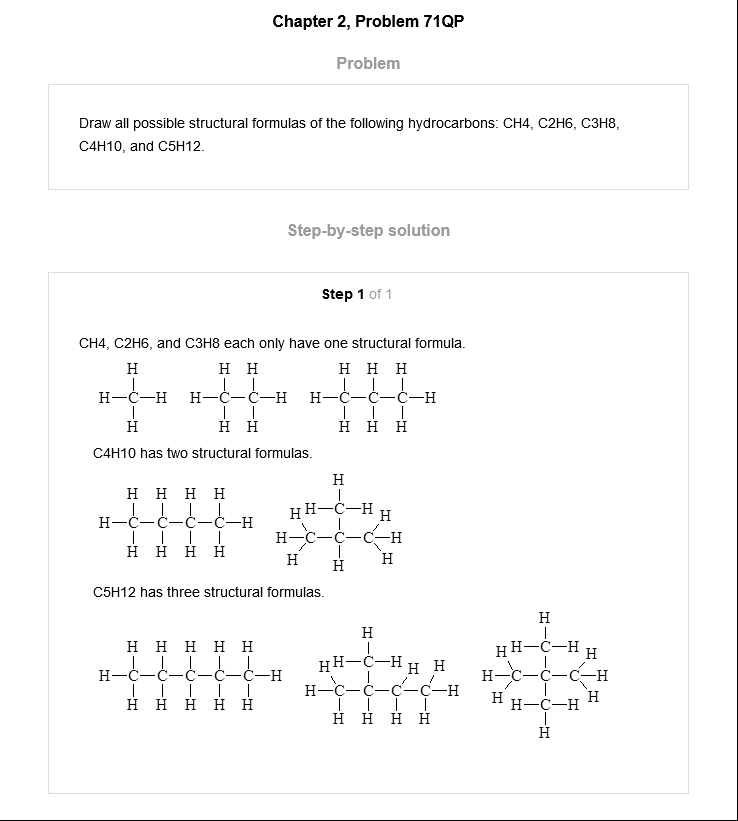 Chapter 2, Problem 71QP
Problem
Draw all possible structural formulas of the following hydrocarbons: CH4, C2H6, C3H8,
C4H10, and C5H12.
Step-by-step solution
Step 1 of 1
CH4, C2H6, and C3H8 each only have one structural formula.
H H H H H H
H—C—H H—C—C—H H—C—C—C—H
H H H H H H
C4H10 has two structural formulas.
H
H H H H
H H—C—H H
H—C—C—C—C—H
H—C—C—C—H
H H H H
H H H
C5H12 has three structural formulas.
H
H
H H H H H
H H—C—H H
H H—C—H H H
H—C—C—C—C—C—H
H—C—C—C—H
H—C—C—C—C—H
H H—C—H H
H H H H H
H H H H
H